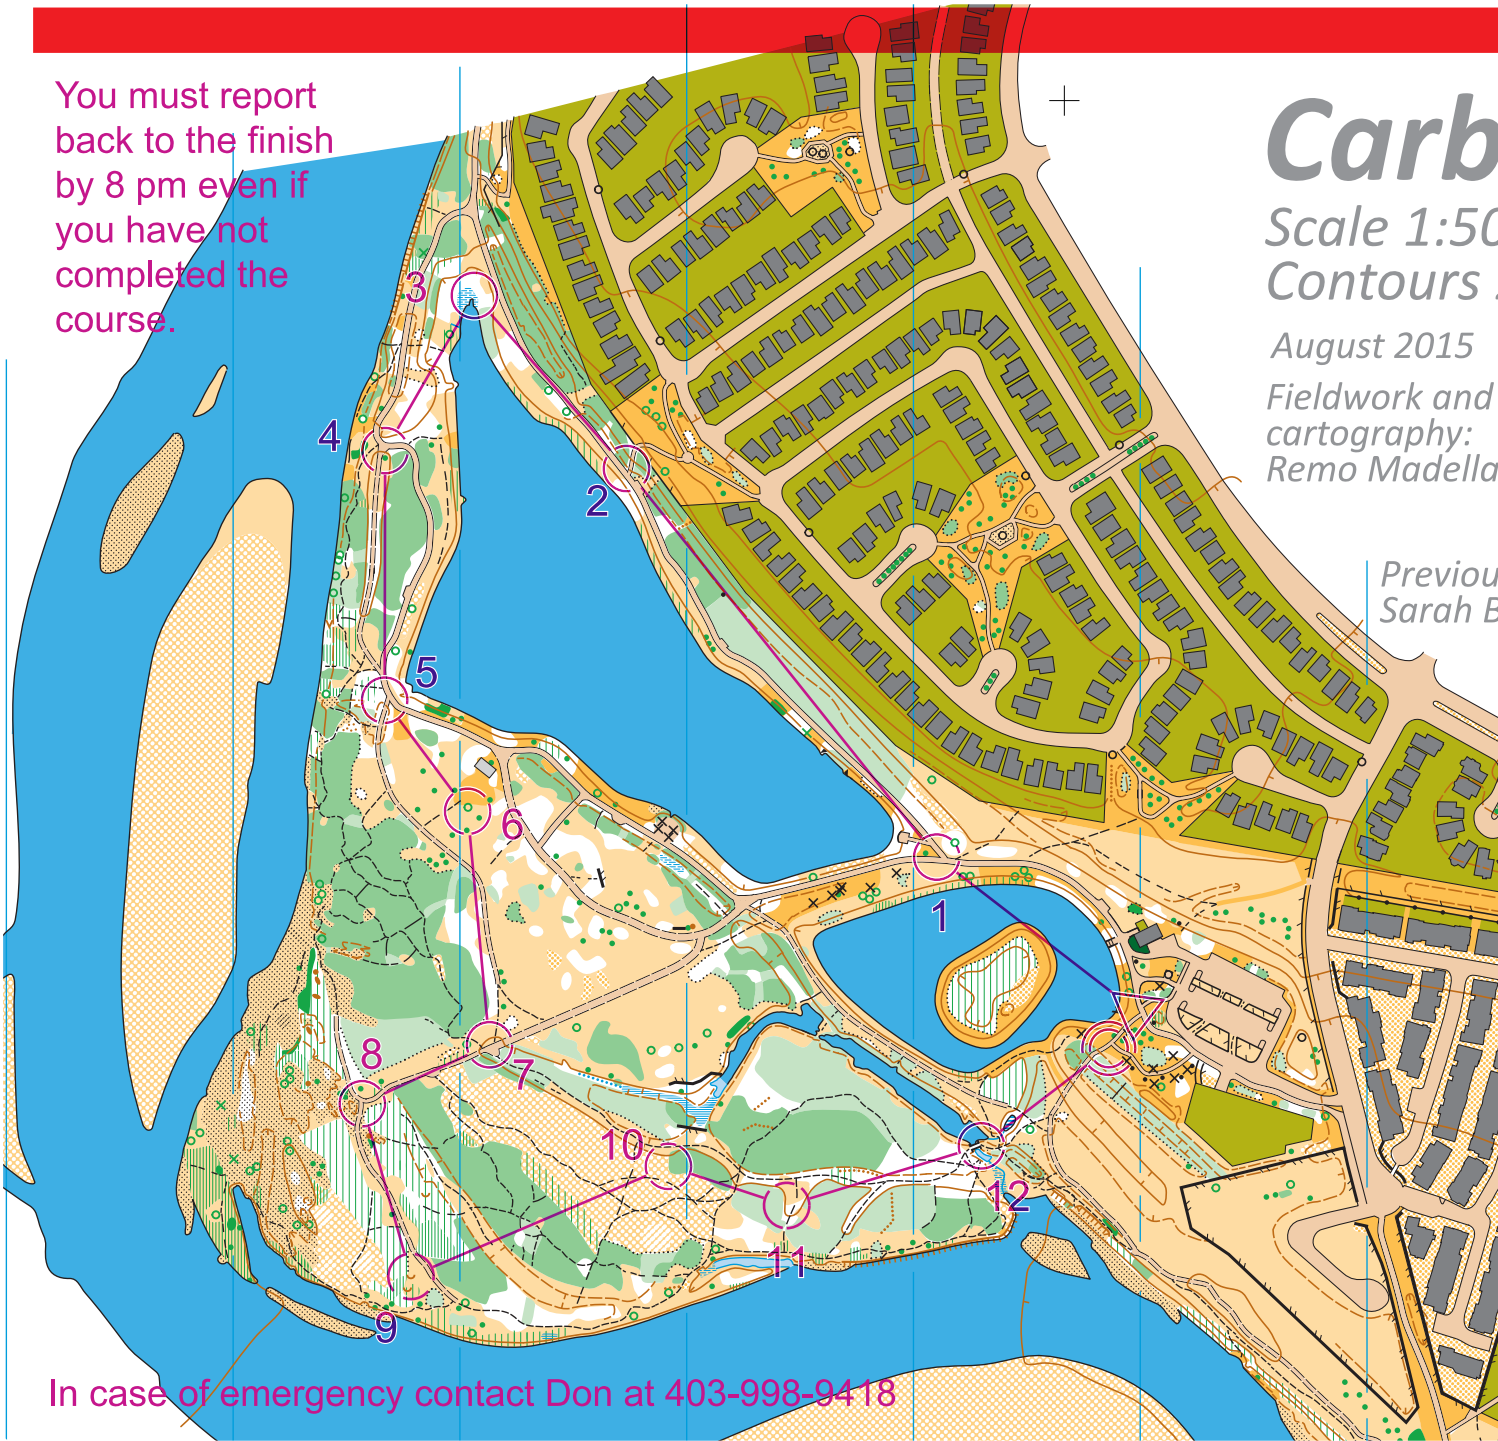 You must report
back to the finish
by 8 pm even if
you have not
completed the
course.
Carb
Scale 1:50
Contours
August 2015
Fieldwork and
cartography:
Remo Madella
Previou
Sarah B
3
4
2
5
6
1
8
7
10
12
11
9
In case of emergency contact Don at 403-998-9418